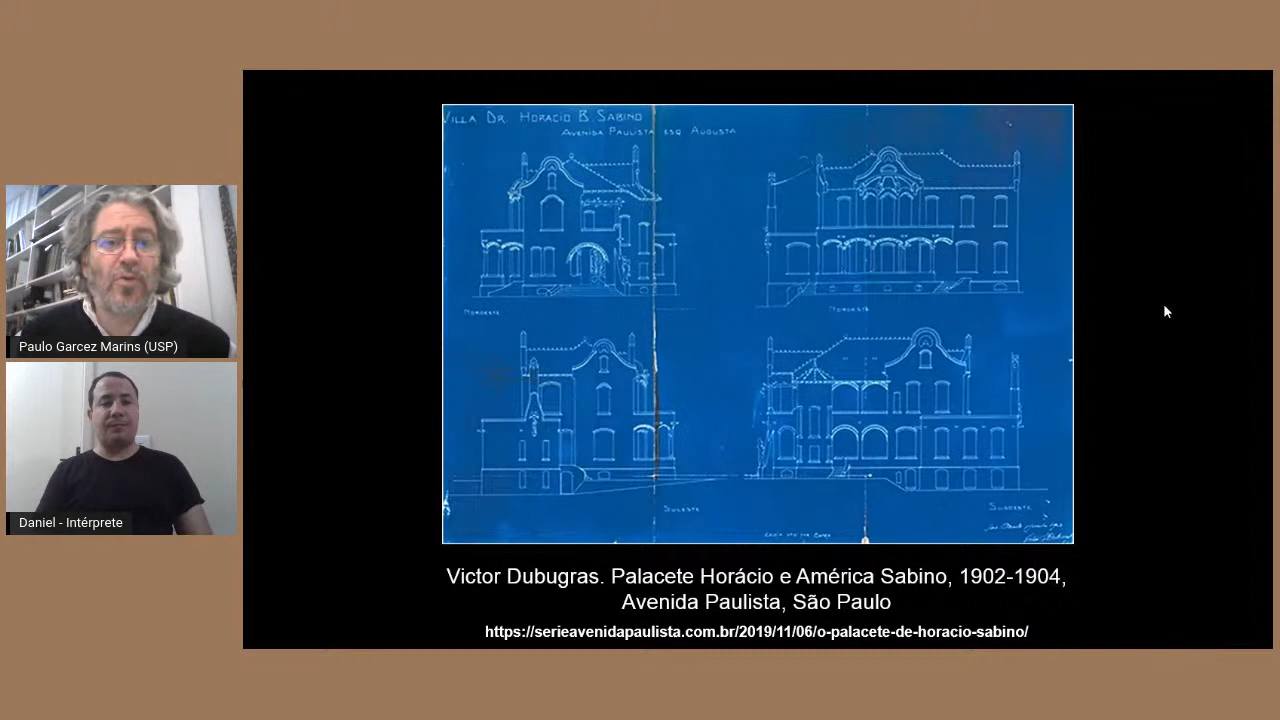 VILLA DR. HORACIO B. SABINO
AVENIDA PAULISTA ESQ AUGUSTA
NOROESTE
SUDOESTE
Paulo Garcez Marins (USP)
Daniel - Intérprete
Victor Dubugras. Palacete Horácio e América Sabino, 1902-1904,
Avenida Paulista, São Paulo
https://serieavenidapaulista.com.br/2019/11/06/o-palacete-de-horacio-sabino/